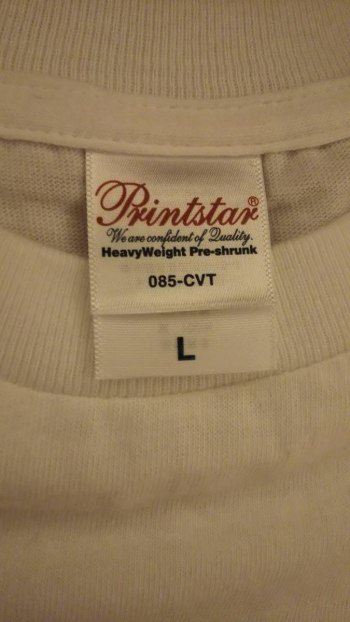 Printstar®
We are confident of Quality.
HeavyWeight Pre-shrunk
085-CVT
L